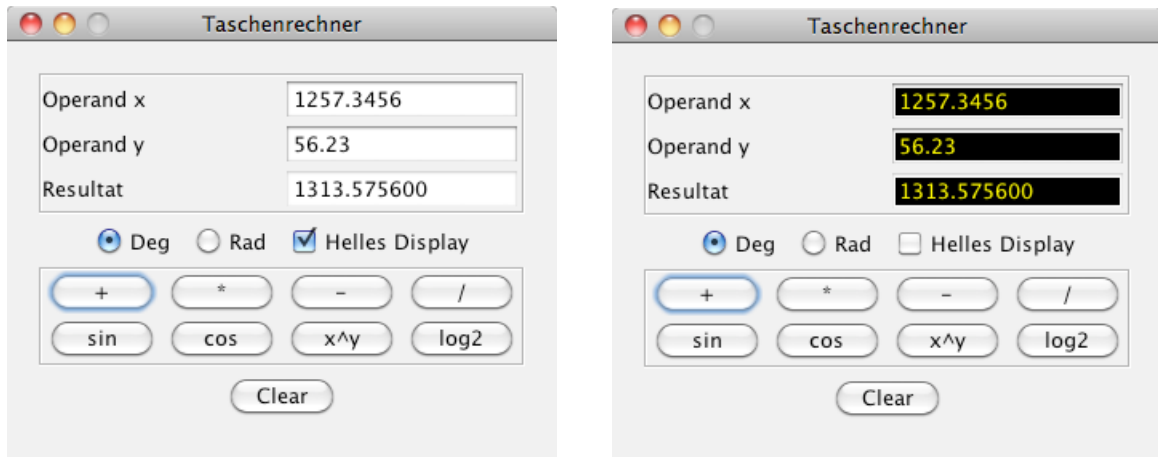 Taschenrechner
Operand x 1257.3456
Operand y 56.23
Resultat 1313.575600
Deg Rad Helles Display
+ * - /
sin cos x^y log2
Clear
Taschenrechner
Operand x 1257.3456
Operand y 56.23
Resultat 1313.575600
Deg Rad Helles Display
+ * - /
sin cos x^y log2
Clear